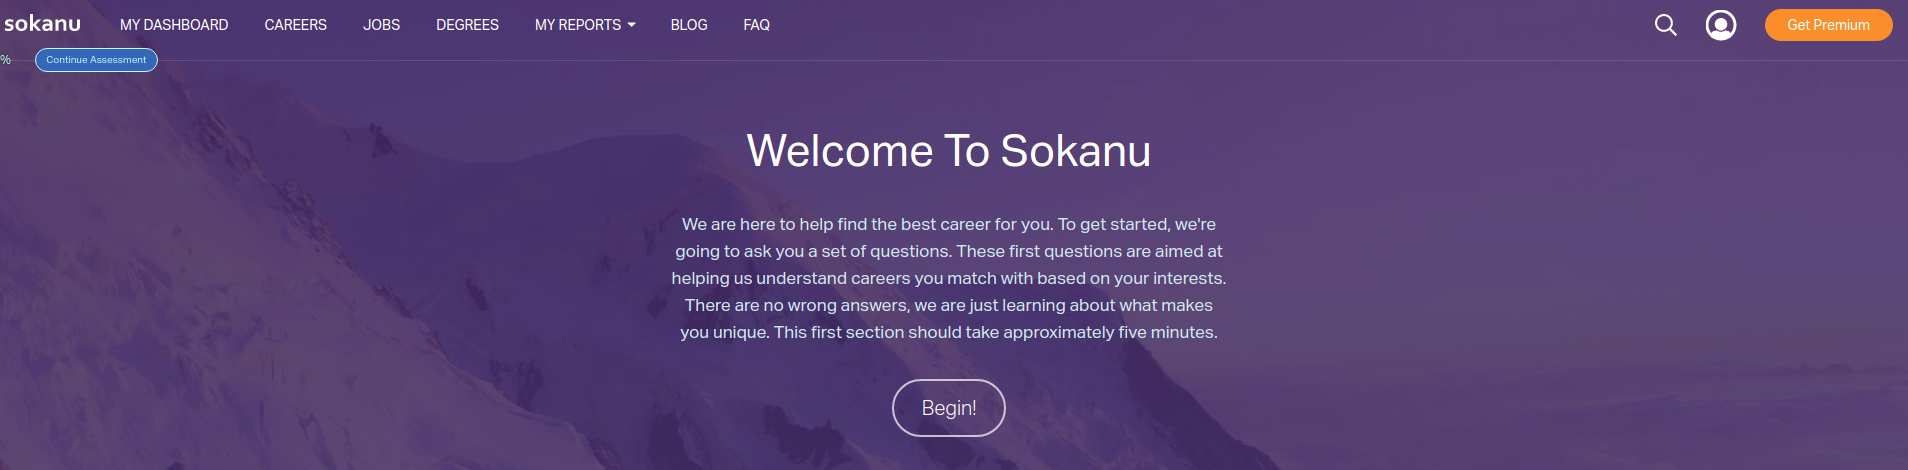 sokanu MY DASHBOARD CAREERS JOBS DEGREES MY REPORTS BLOG FAQ Get Premium
% Continue Assessment
Welcome To Sokanu
We are here to help find the best career for you. To get started, we're
going to ask you a set of questions. These first questions are aimed at
helping us understand careers you match with based on your interests.
There are no wrong answers, we are just learning about what makes
you unique. This first section should take approximately five minutes.
Begin!